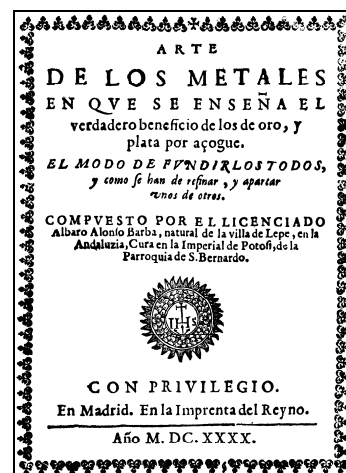 ARTE
DE LOS METALES
EN QVE SE ENSEÑA EL
verdadero beneficio de los de oro, y
plata por açogue.
EL MODO DE FVNDIRLOS TODOS,
y como se han de refinar, y apartar
vnos de otros.
COMPVESTO POR EL LICENCIADO
Albaro Alonso Barba, natural de la villa de Lepe, en la
Andaluzia, Cura en la Imperial de Potosi, de la
Parroquia de S. Bernardo.
IHS
CON PRIVILEGIO.
En Madrid. En la Imprenta del Reyno.
Año M. DC. XXXX.